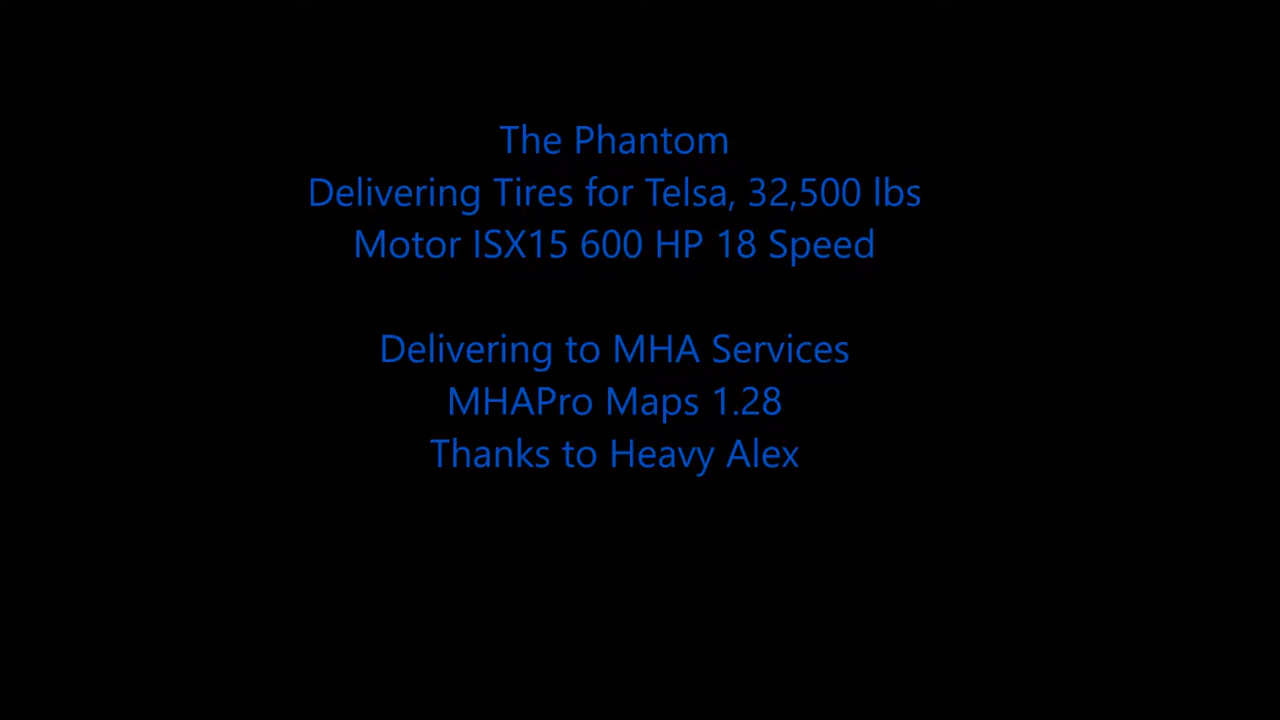 The Phantom
Delivering Tires for Telsa, 32,500 lbs
Motor ISX15 600 HP 18 Speed
Delivering to MHA Services
MHAPro Maps 1.28
Thanks to Heavy Alex